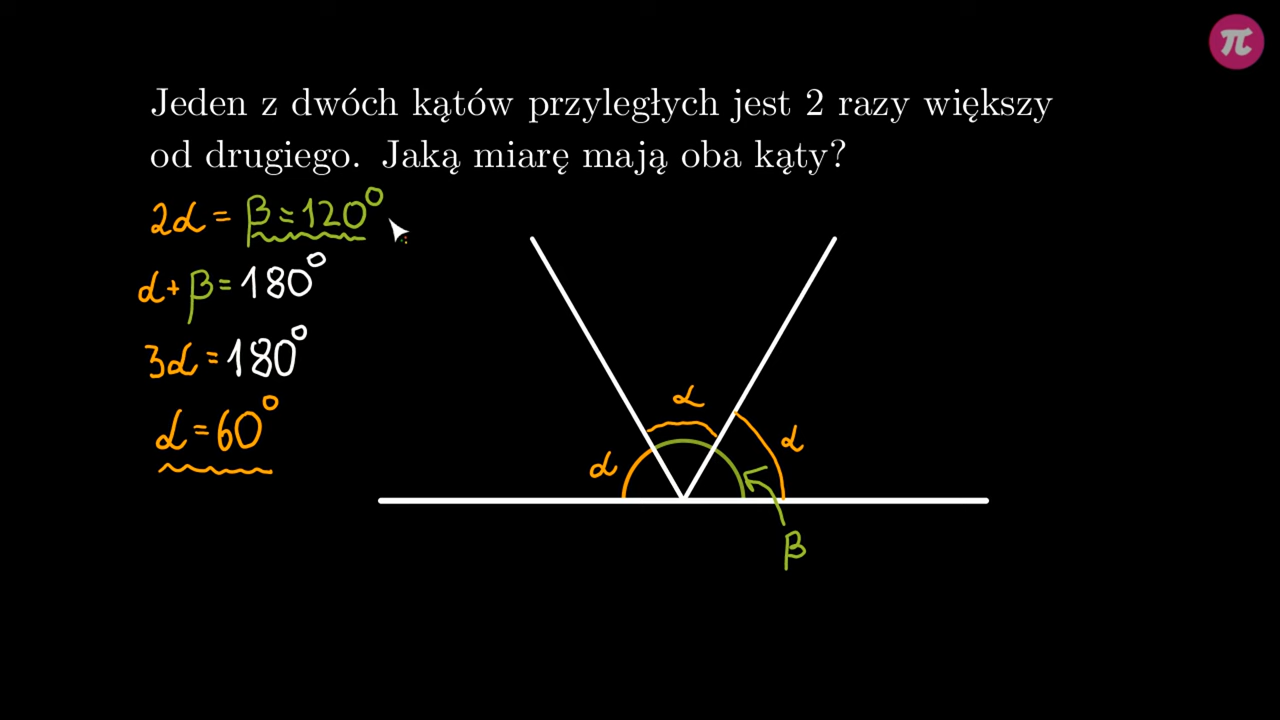 Jeden z dwóch kątów przyległych jest 2 razy większy
od drugiego. Jaką miarę mają oba kąty?
2α = β = 120°
α + β = 180°
3α = 180°
α = 60°
α
α
α
β
π